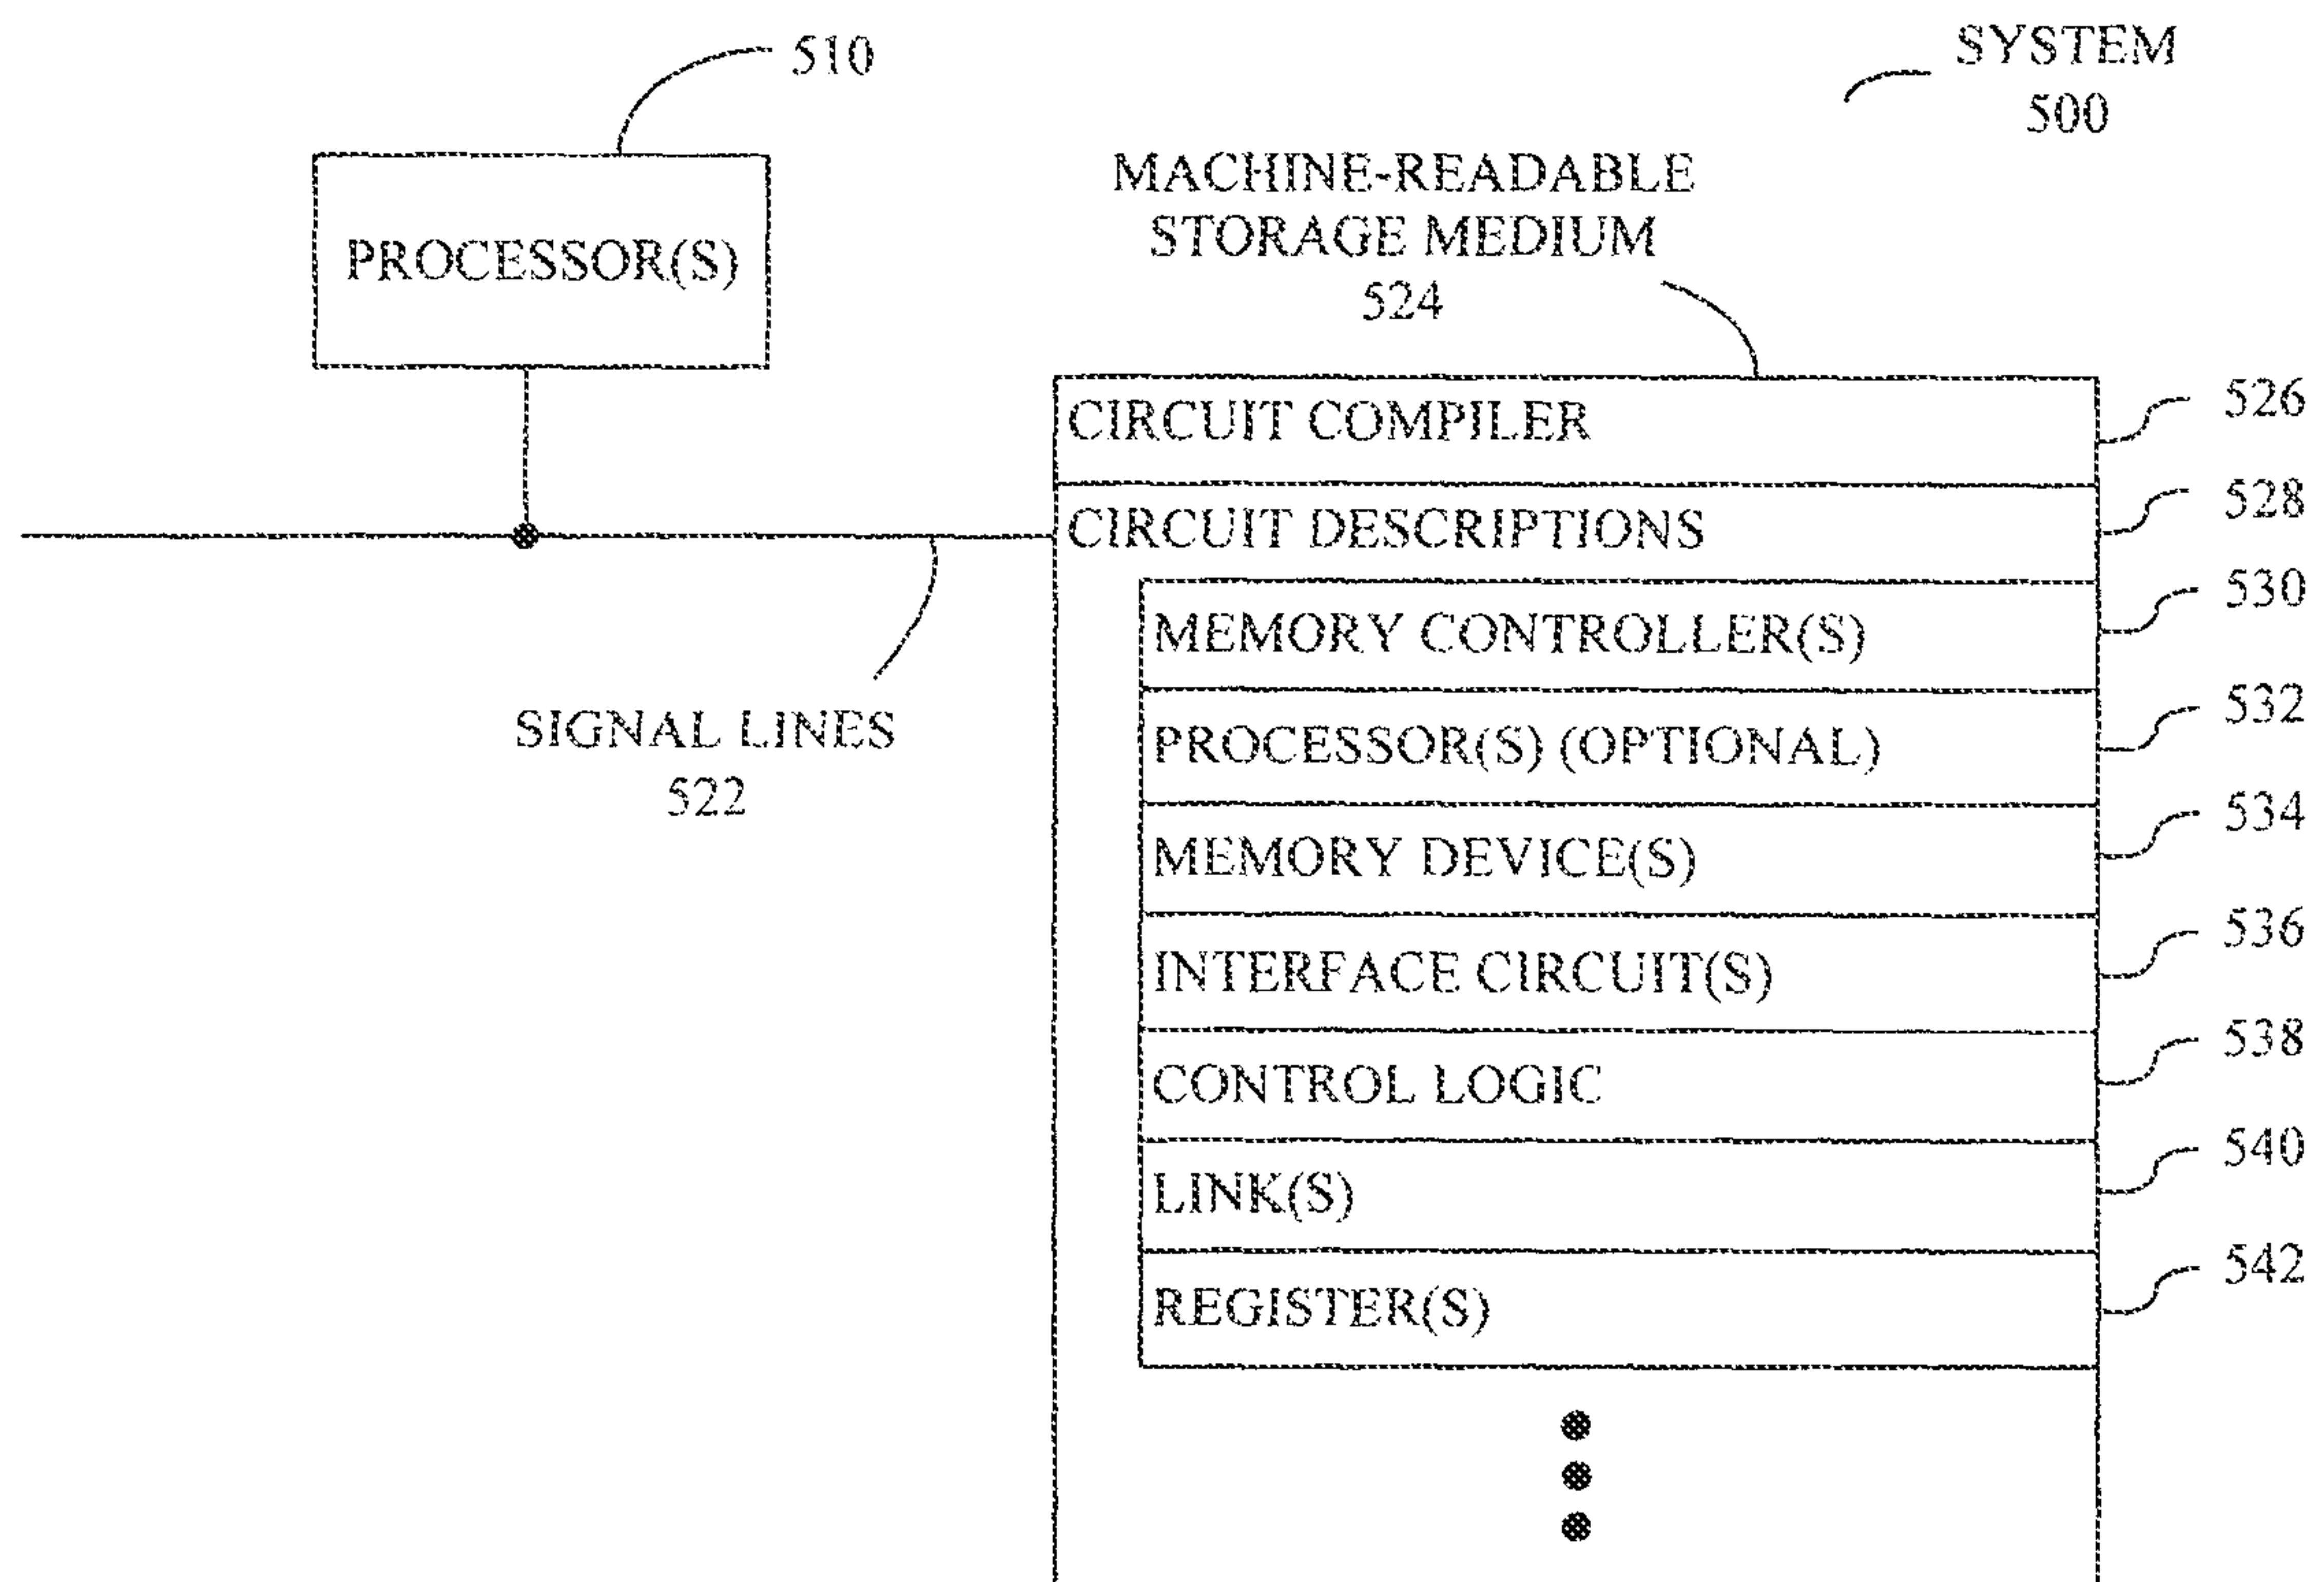 510
SYSTEM
500
PROCESSOR(S)
MACHINE-READABLE
STORAGE MEDIUM
524
CIRCUIT COMPILER
526
CIRCUIT DESCRIPTIONS
528
MEMORY CONTROLLER(S)
530
PROCESSOR(S) (OPTIONAL)
532
SIGNAL LINES
522
MEMORY DEVICE(S)
534
INTERFACE CIRCUIT(S)
536
CONTROL LOGIC
538
LINK(S)
540
REGISTER(S)
542